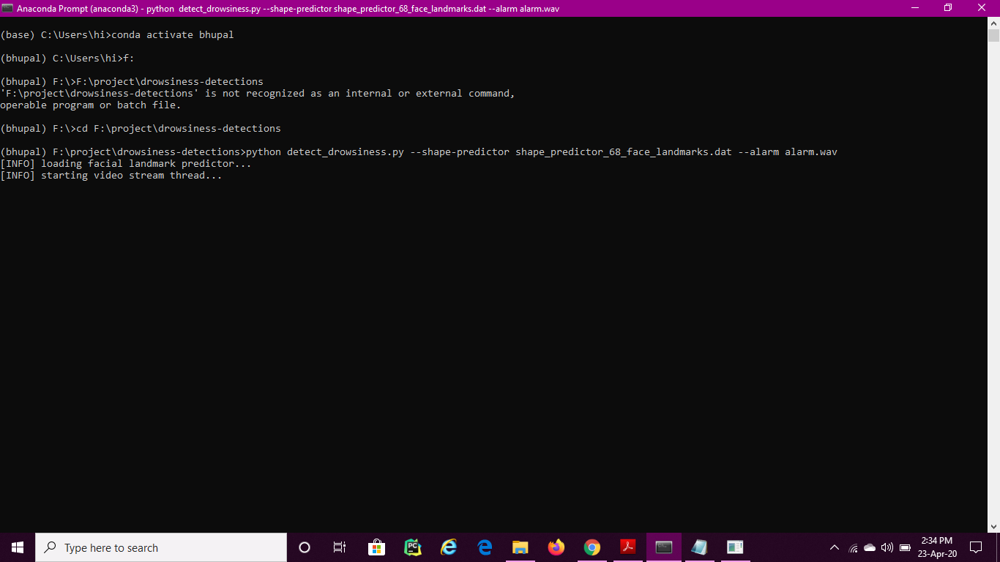 Anaconda Prompt (anaconda3) - python  detect_drowsiness.py --shape-predictor shape_predictor_68_face_landmarks.dat --alarm alarm.wav
(base) C:\Users\hi>conda activate bhupal
(bhupal) C:\Users\hi>f:
(bhupal) F:\>F:\project\drowsiness-detections
'F:\project\drowsiness-detections' is not recognized as an internal or external command,
operable program or batch file.
(bhupal) F:\>cd F:\project\drowsiness-detections
(bhupal) F:\project\drowsiness-detections>python detect_drowsiness.py --shape-predictor shape_predictor_68_face_landmarks.dat --alarm alarm.wav
[INFO] loading facial landmark predictor...
[INFO] starting video stream thread...
Type here to search
PC
2:34 PM
23-Apr-20